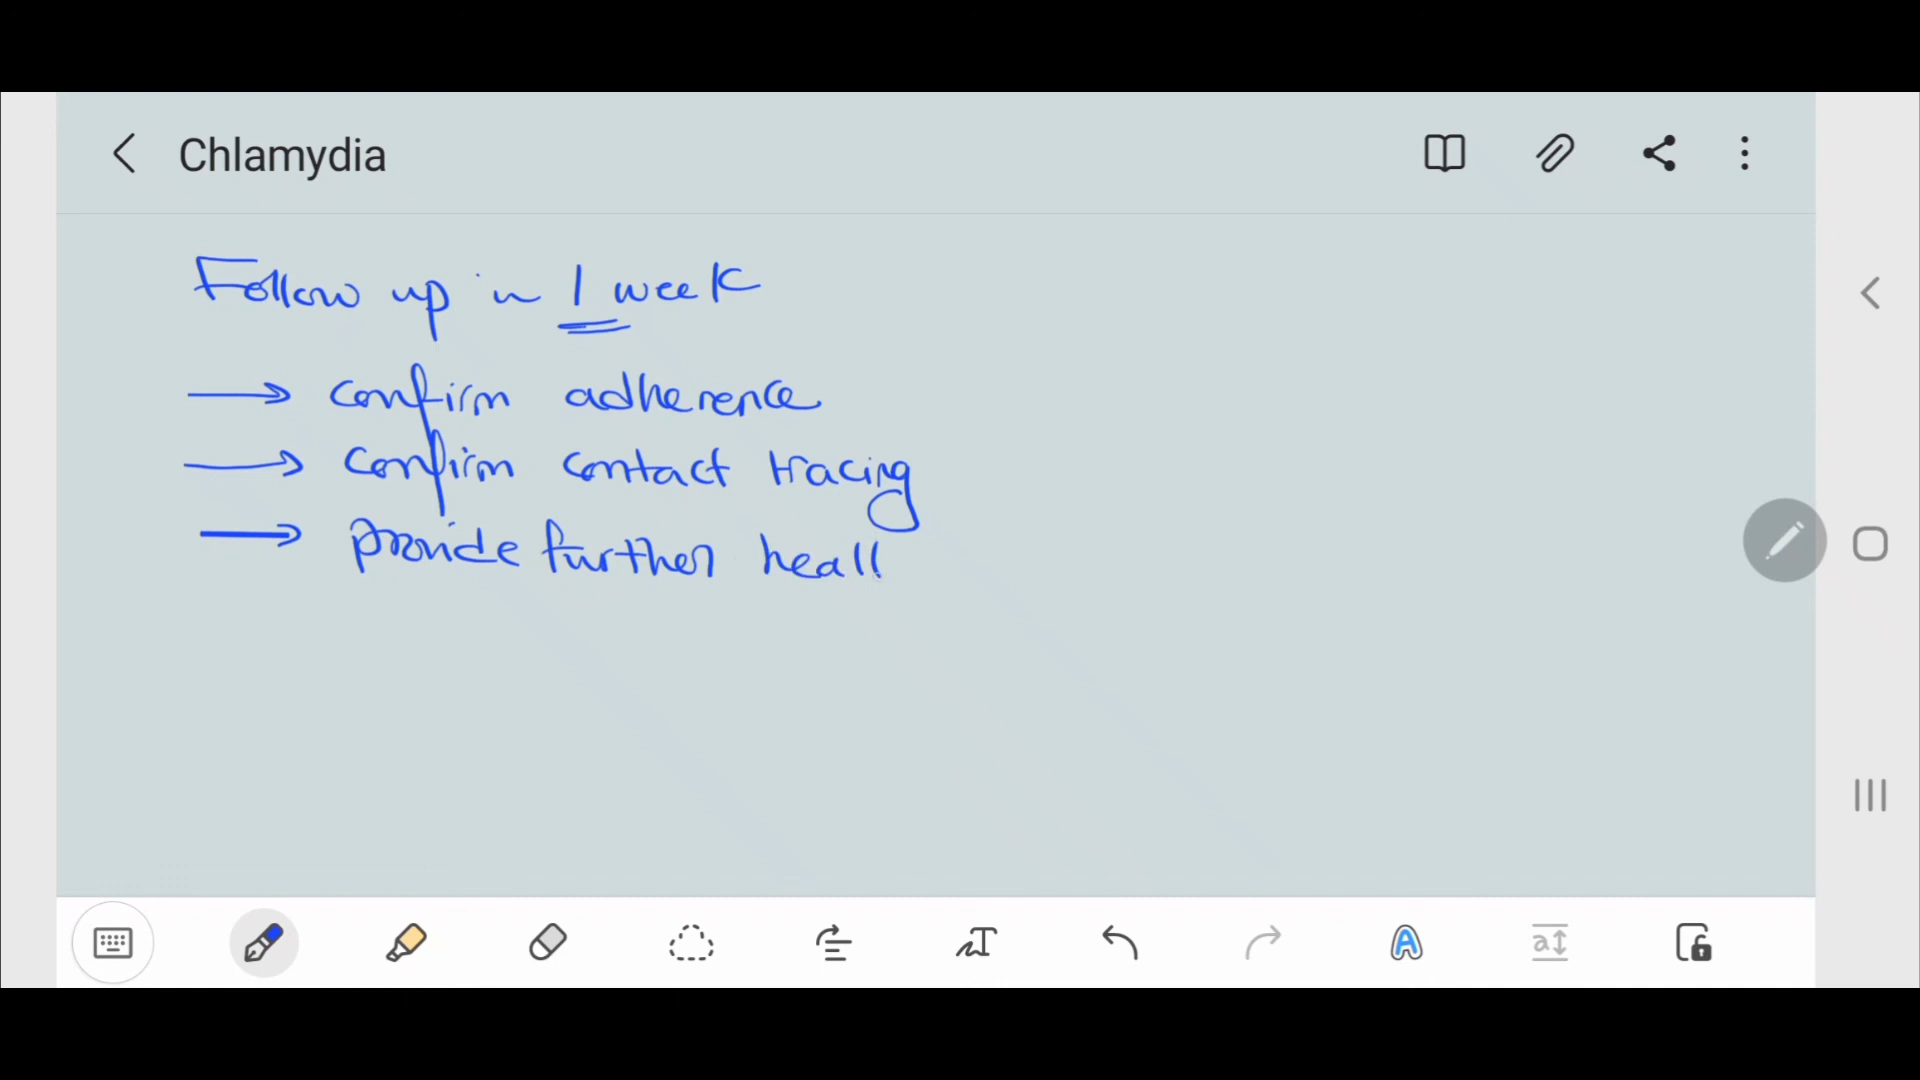 Chlamydia
Follow up in 1 week
→ confirm adherence
→ confirm contact tracing
→ provide further heall